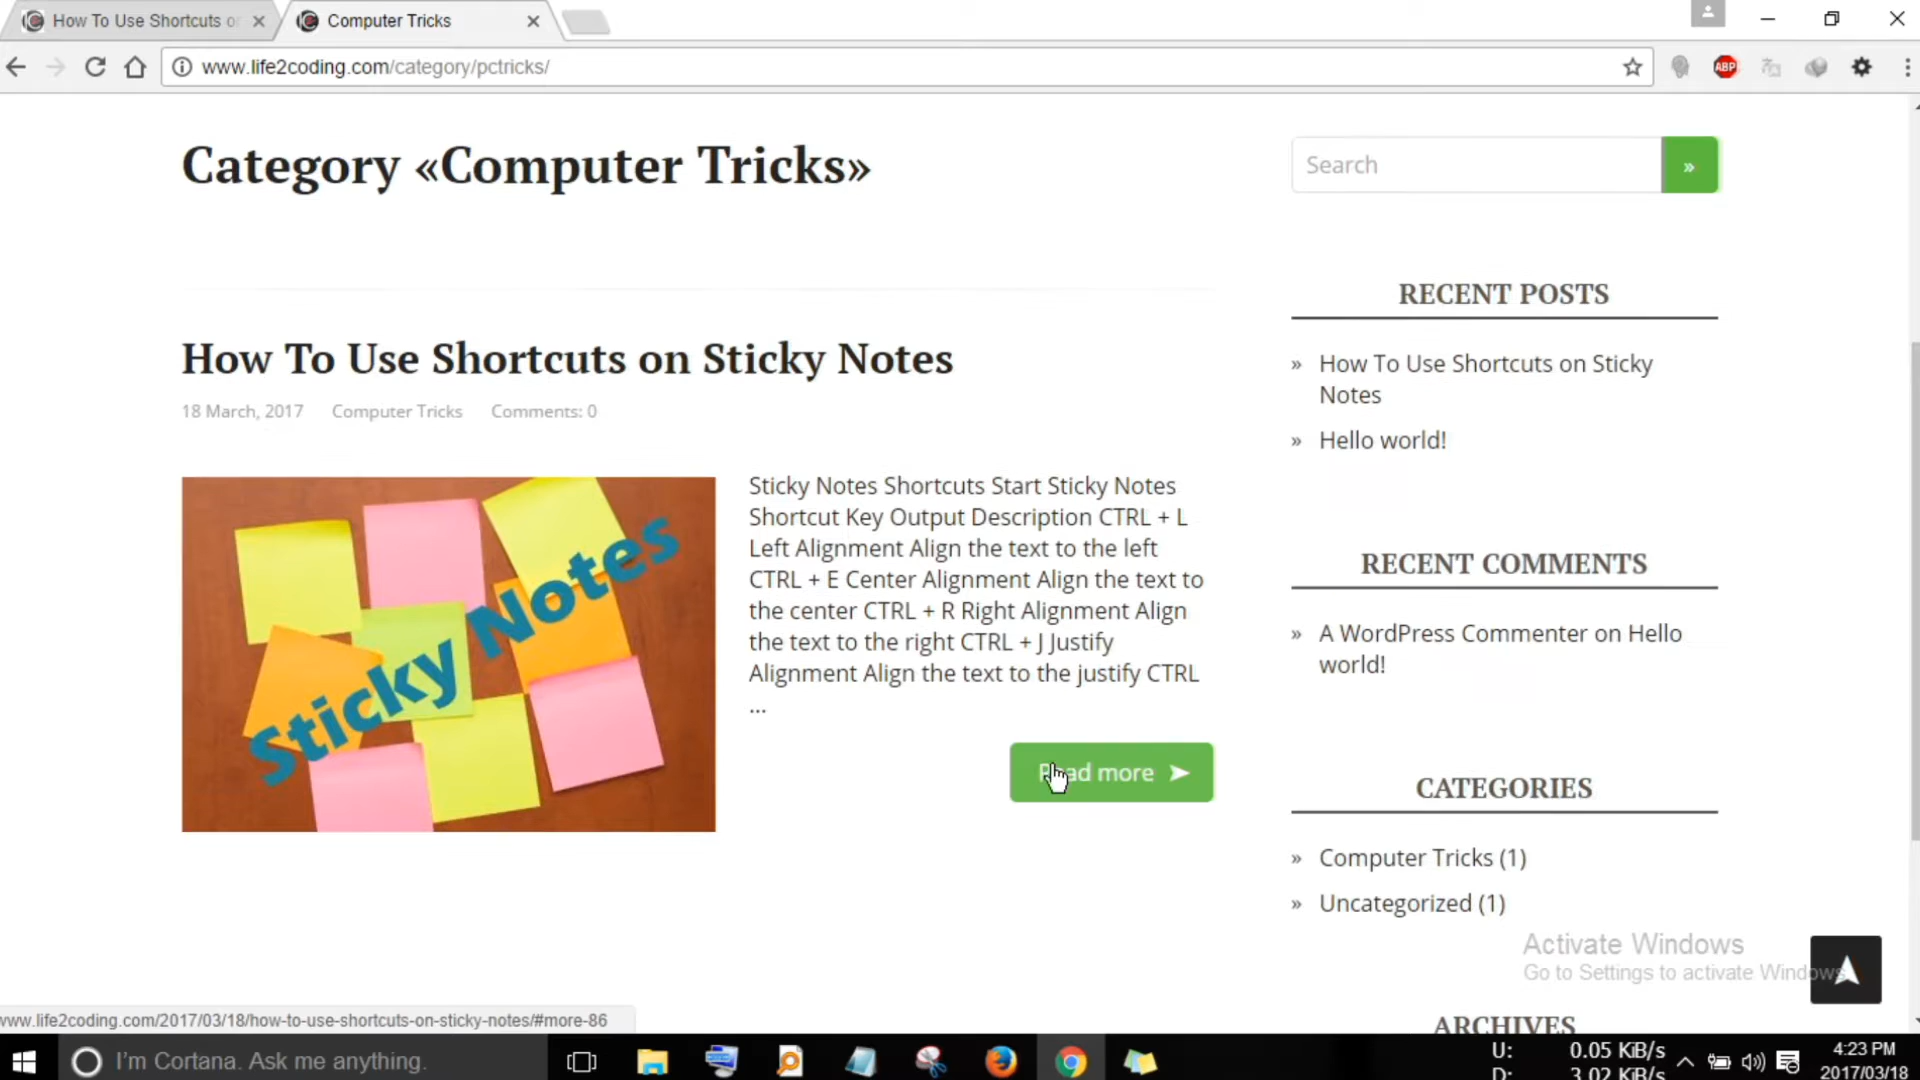 How To Use Shortcuts o
Computer Tricks
www.life2coding.com/category/pctricks/
ABP
Category «Computer Tricks»
Search
»
How To Use Shortcuts on Sticky Notes
18 March, 2017 Computer Tricks Comments: 0
Sticky Notes
Sticky Notes Shortcuts Start Sticky Notes
Shortcut Key Output Description CTRL + L
Left Alignment Align the text to the left
CTRL + E Center Alignment Align the text to
the center CTRL + R Right Alignment Align
the text to the right CTRL + J Justify
Alignment Align the text to the justify CTRL
...
Read more
RECENT POSTS
» How To Use Shortcuts on Sticky
Notes
» Hello world!
RECENT COMMENTS
» A WordPress Commenter on Hello
world!
CATEGORIES
» Computer Tricks (1)
» Uncategorized (1)
Activate Windows
Go to Settings to activate Windows.
ARCHIVES
www.life2coding.com/2017/03/18/how-to-use-shortcuts-on-sticky-notes/#more-86
I'm Cortana. Ask me anything.
U: 0.05 KiB/s
D: 3.02 KiB/s
4:23 PM
2017/03/18